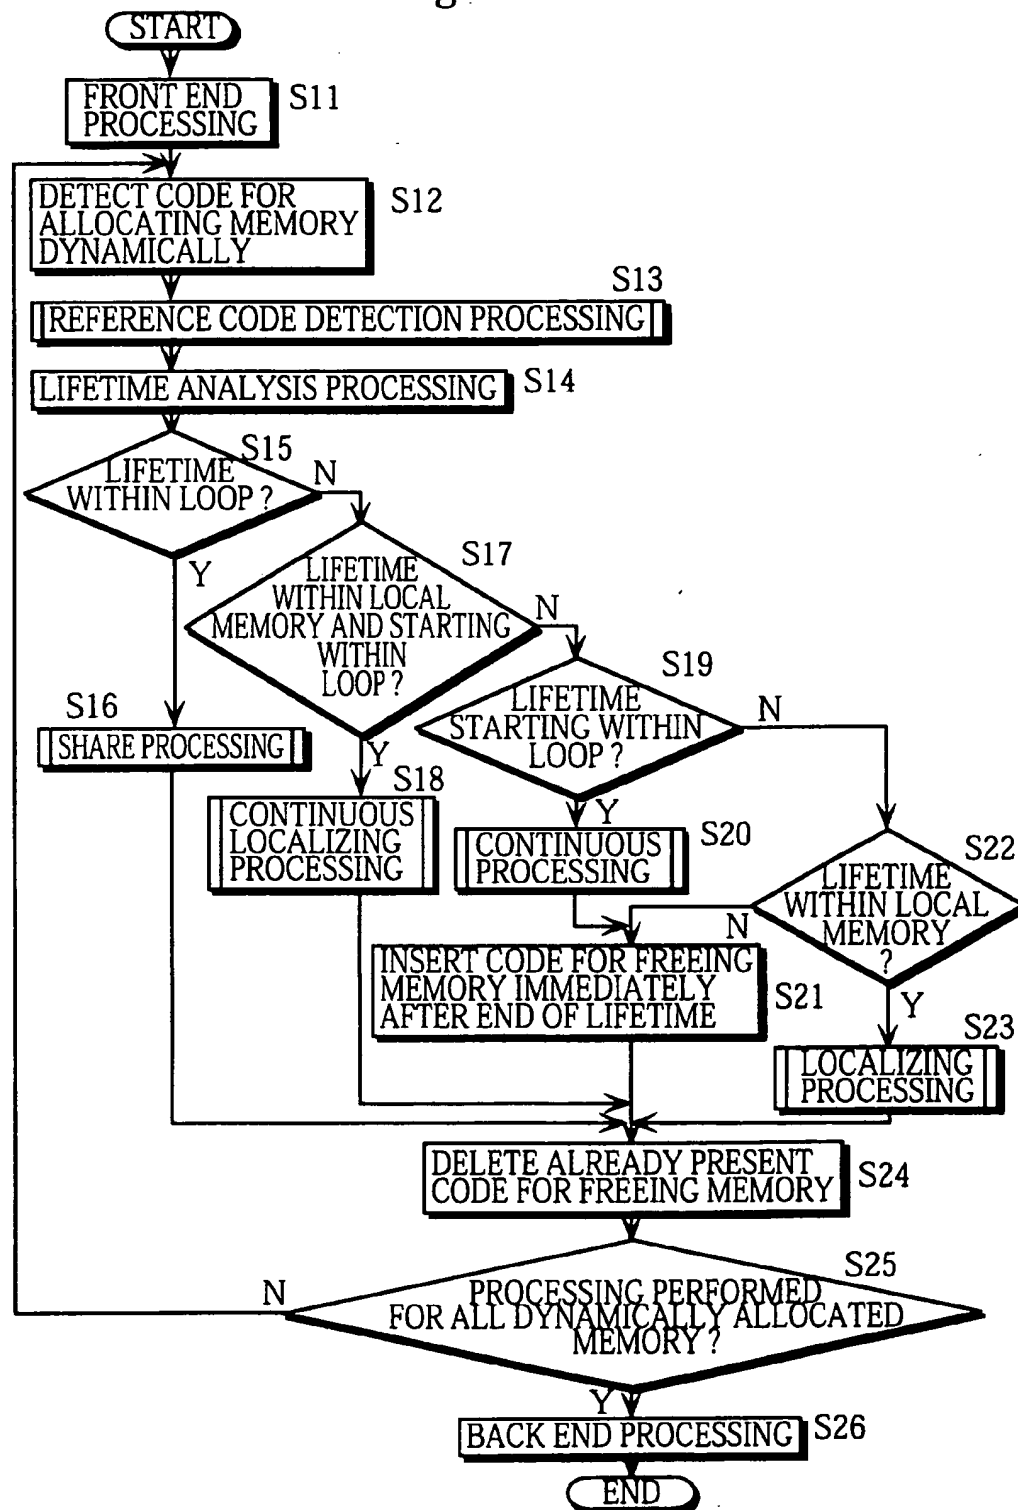 g
START
FRONT END
PROCESSING
S11
DETECT CODE FOR
ALLOCATING MEMORY
DYNAMICALLY
S12
S13
REFERENCE CODE DETECTION PROCESSING
LIFETIME ANALYSIS PROCESSING
S14
S15
LIFETIME
WITHIN LOOP ?
N
Y
S17
LIFETIME
WITHIN LOCAL
MEMORY AND STARTING
WITHIN
LOOP ?
N
Y
S19
LIFETIME
STARTING WITHIN
LOOP ?
N
Y
S16
SHARE PROCESSING
S18
CONTINUOUS
LOCALIZING
PROCESSING
S20
CONTINUOUS
PROCESSING
S22
LIFETIME
WITHIN LOCAL
MEMORY
?
N
Y
INSERT CODE FOR FREEING
MEMORY IMMEDIATELY
AFTER END OF LIFETIME
S21
S23
LOCALIZING
PROCESSING
DELETE ALREADY PRESENT
CODE FOR FREEING MEMORY
S24
S25
PROCESSING PERFORMED
FOR ALL DYNAMICALLY ALLOCATED
MEMORY ?
N
Y
BACK END PROCESSING
S26
END